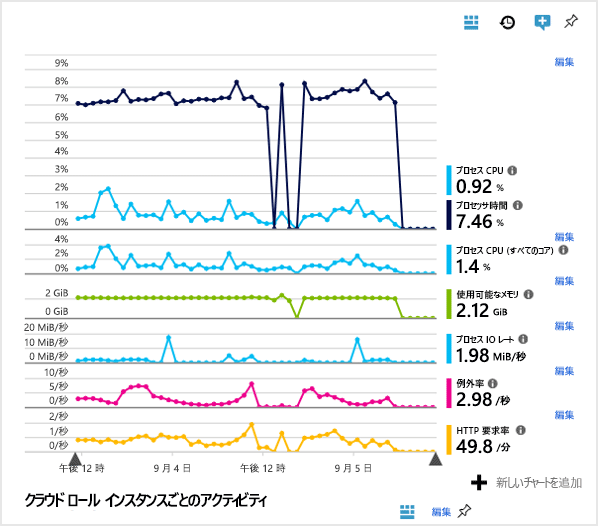 9%
編集
8%
7%
6%
5%
4%
3%
2%
1%
0%
プロセス CPU
0.92 %
プロセッサ時間
7.46 %
編集
4%
2%
0%
プロセス CPU (すべてのコア)
1.4 %
編集
2 GiB
0 GiB
使用可能なメモリ
2.12 GiB
編集
20 MiB/秒
10 MiB/秒
0 MiB/秒
プロセス IO レート
1.98 MiB/秒
編集
10/秒
5/秒
0/秒
例外率
2.98 /秒
編集
2/秒
1/秒
0/秒
HTTP 要求率
49.8 /分
午後 12 時
9 月 4 日
午後 12 時
9 月 5 日
新しいチャートを追加
クラウド ロール インスタンスごとのアクティビティ
編集